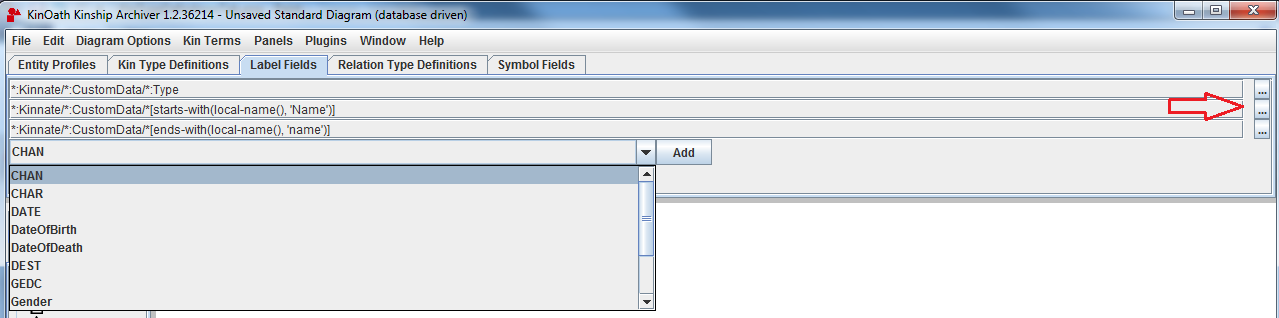 KinOath Kinship Archiver 1.2.36214 - Unsaved Standard Diagram (database driven)
File Edit Diagram Options Kin Terms Panels Plugins Window Help
Entity Profiles Kin Type Definitions Label Fields Relation Type Definitions Symbol Fields
*:Kinnate/*:CustomData/*:Type ...
*:Kinnate/*:CustomData/*[starts-with(local-name(), 'Name')] ...
*:Kinnate/*:CustomData/*[ends-with(local-name(), 'name')] ...
CHAN Add
CHAN
CHAR
DATE
DateOfBirth
DateOfDeath
DEST
GEDC
Gender